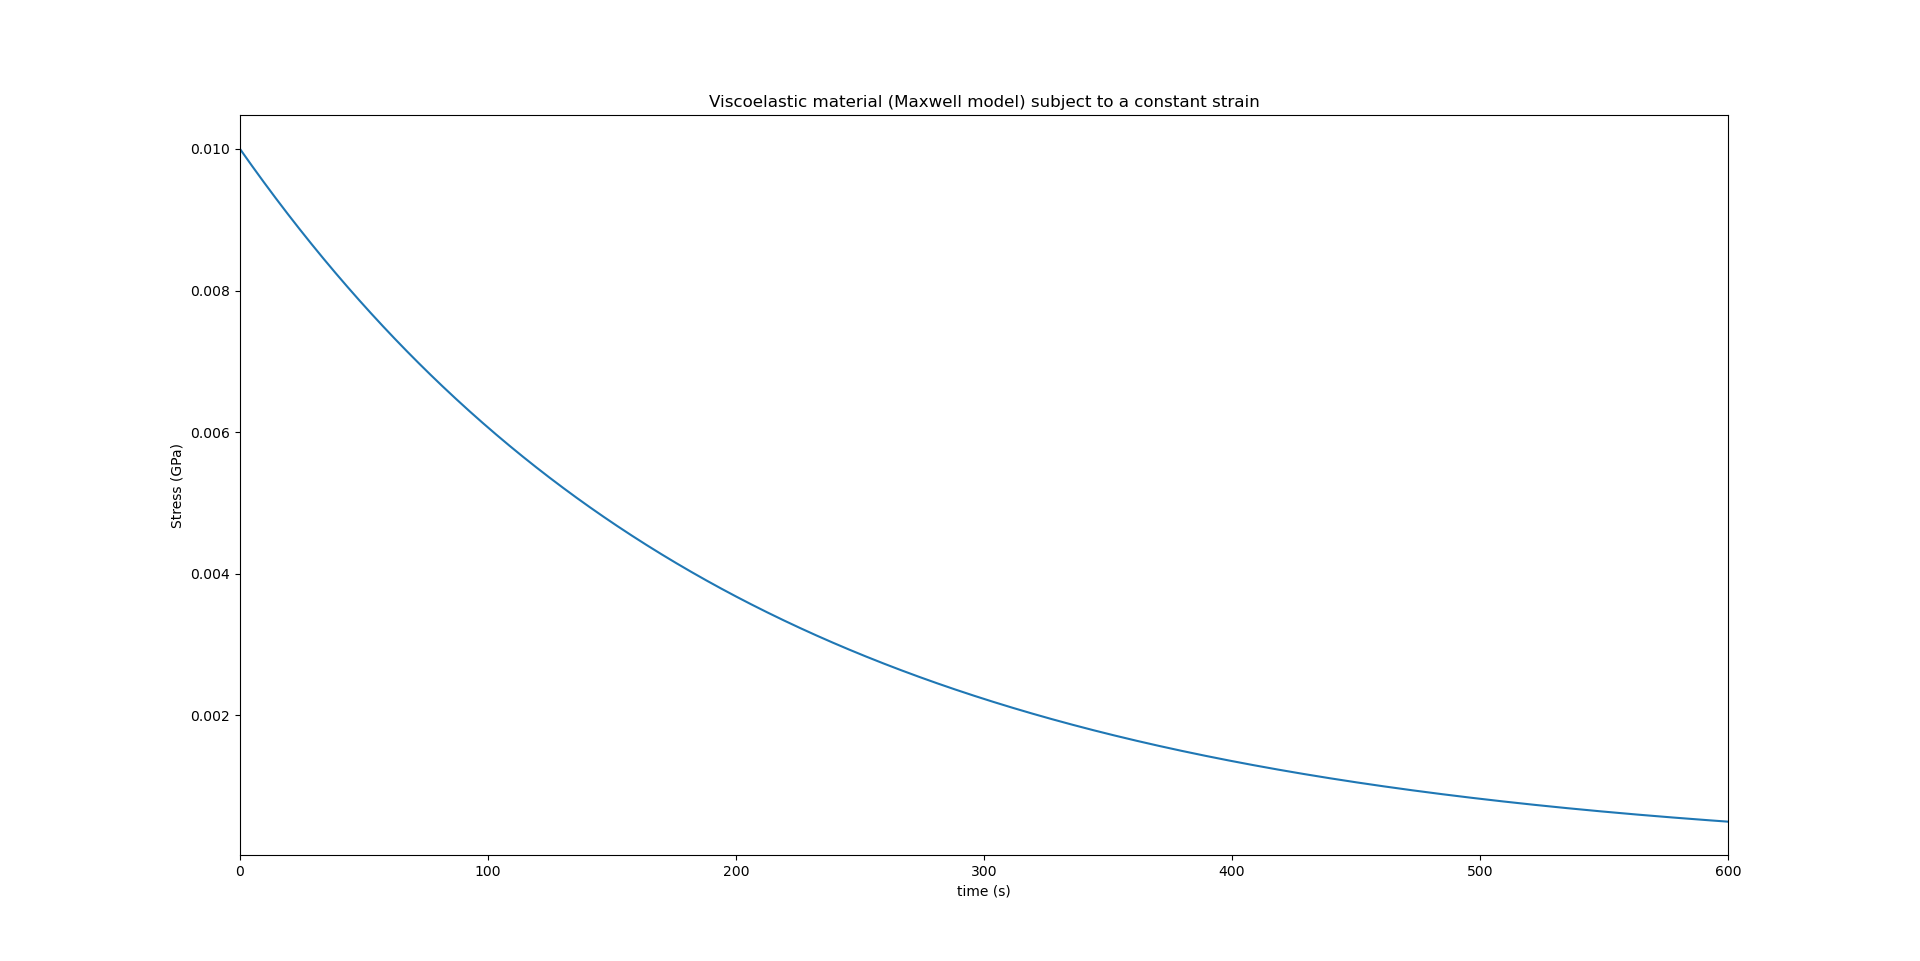 Viscoelastic material (Maxwell model) subject to a constant strain
0.010
0.008
0.006
0.004
0.002
Stress (GPa)
0 100 200 300 400 500 600
time (s)